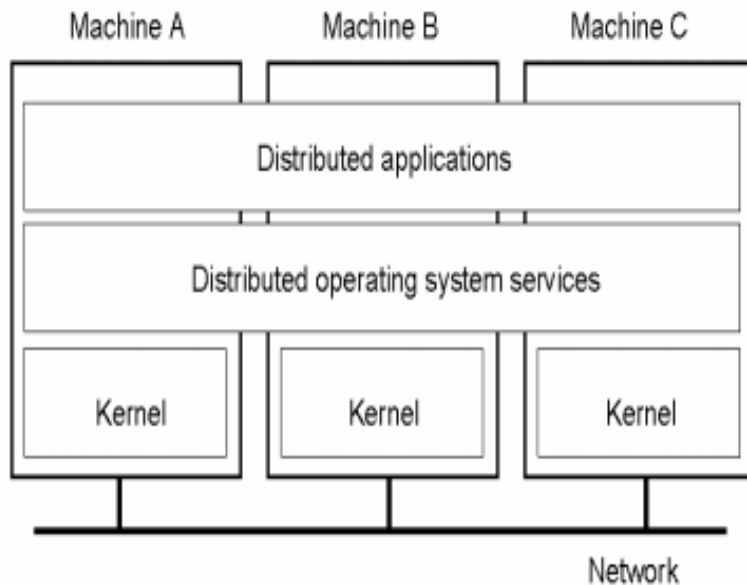 Machine A
Machine B
Machine C
Distributed applications
Distributed operating system services
Kernel
Kernel
Kernel
Network